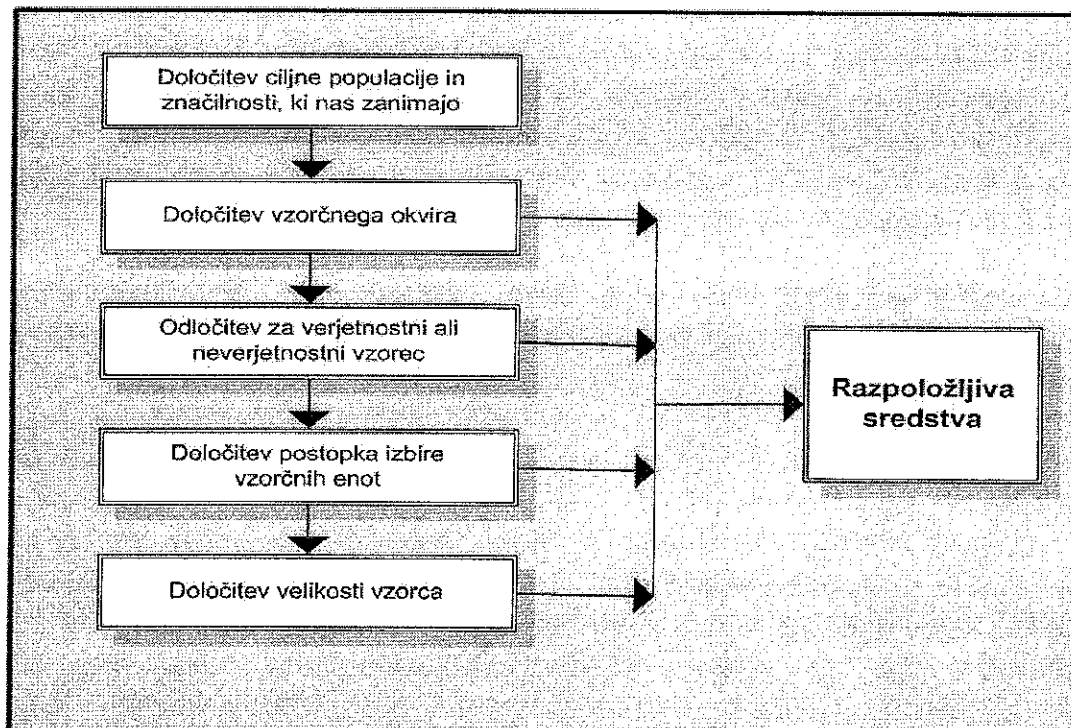 Določitev ciljne populacije in
značilnosti, ki nas zanimajo
Določitev vzorčnega okvira
Odločitev za verjetnostni ali
neverjetnostni vzorec
Določitev postopka izbire
vzorčnih enot
Določitev velikosti vzorca
Razpoložljiva
sredstva